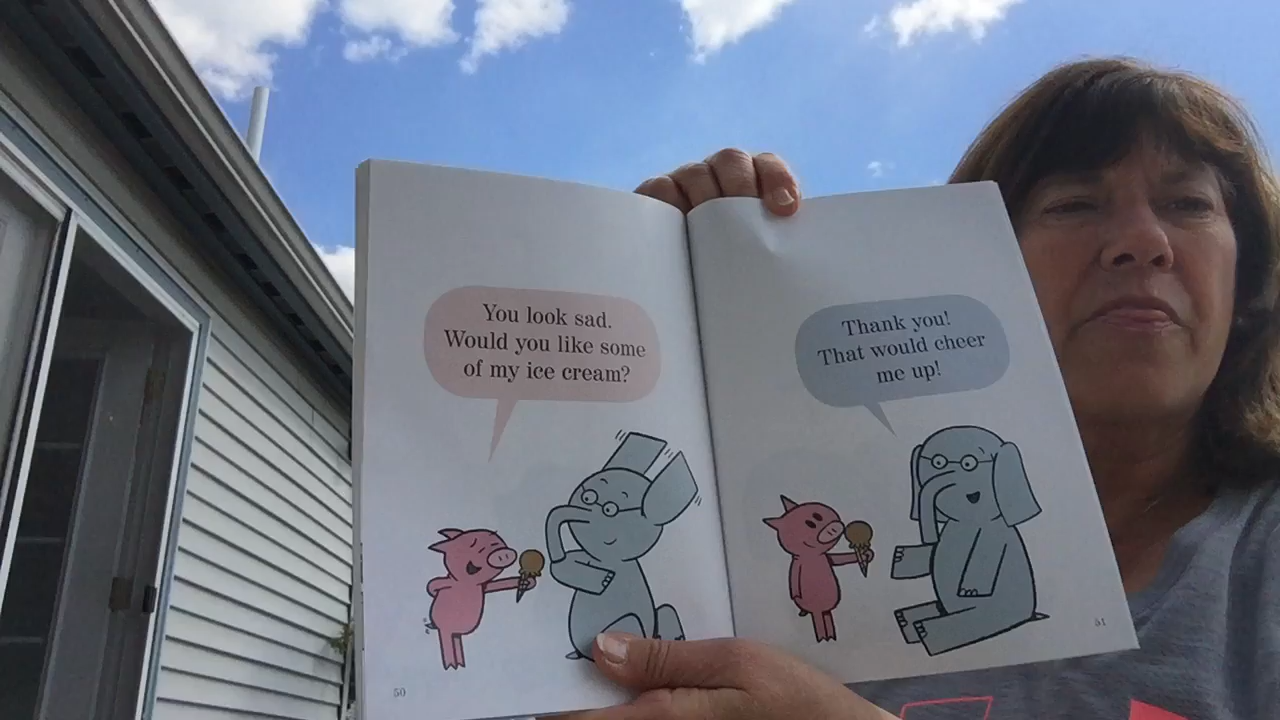 You look sad.
Would you like some
of my ice cream?
50
Thank you!
That would cheer
me up!
51